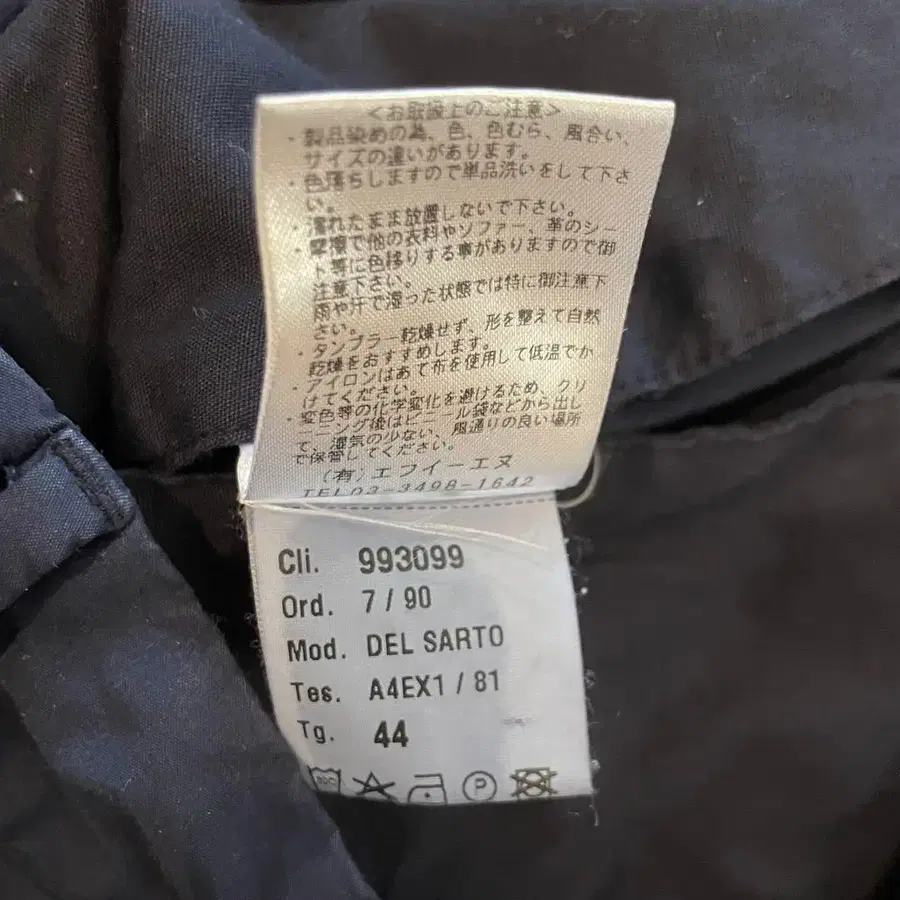 <お取扱上のご注意>
・製品染めの為、色、色むら、風合い、
サイズの違いがあります。
・色落ちしますので単品洗いをして下さ
い。
・濡れたまま放置しないで下さい。
・摩擦で他の衣料やソファー、革のシー
ト等に色移りする事がありますので御
注意下さい。
雨や汗で湿った状態では特に御注意下
さい。
・タンブラー乾燥せず、形を整えて自然
乾燥をおすすめします。
・アイロンはあて布を使用して低温でか
けてください。
・変色等の化学変化を避けるため、クリ
ーニング後はビニール袋などから出し
て、湿気の少ない、風通りの良い場所
で保管してください。
(有)エフイーエヌ
TEL03-3498-1642
Cli. 993099
Ord. 7 / 90
Mod. DEL SARTO
Tes. A4EX1 / 81
Tg. 44
P